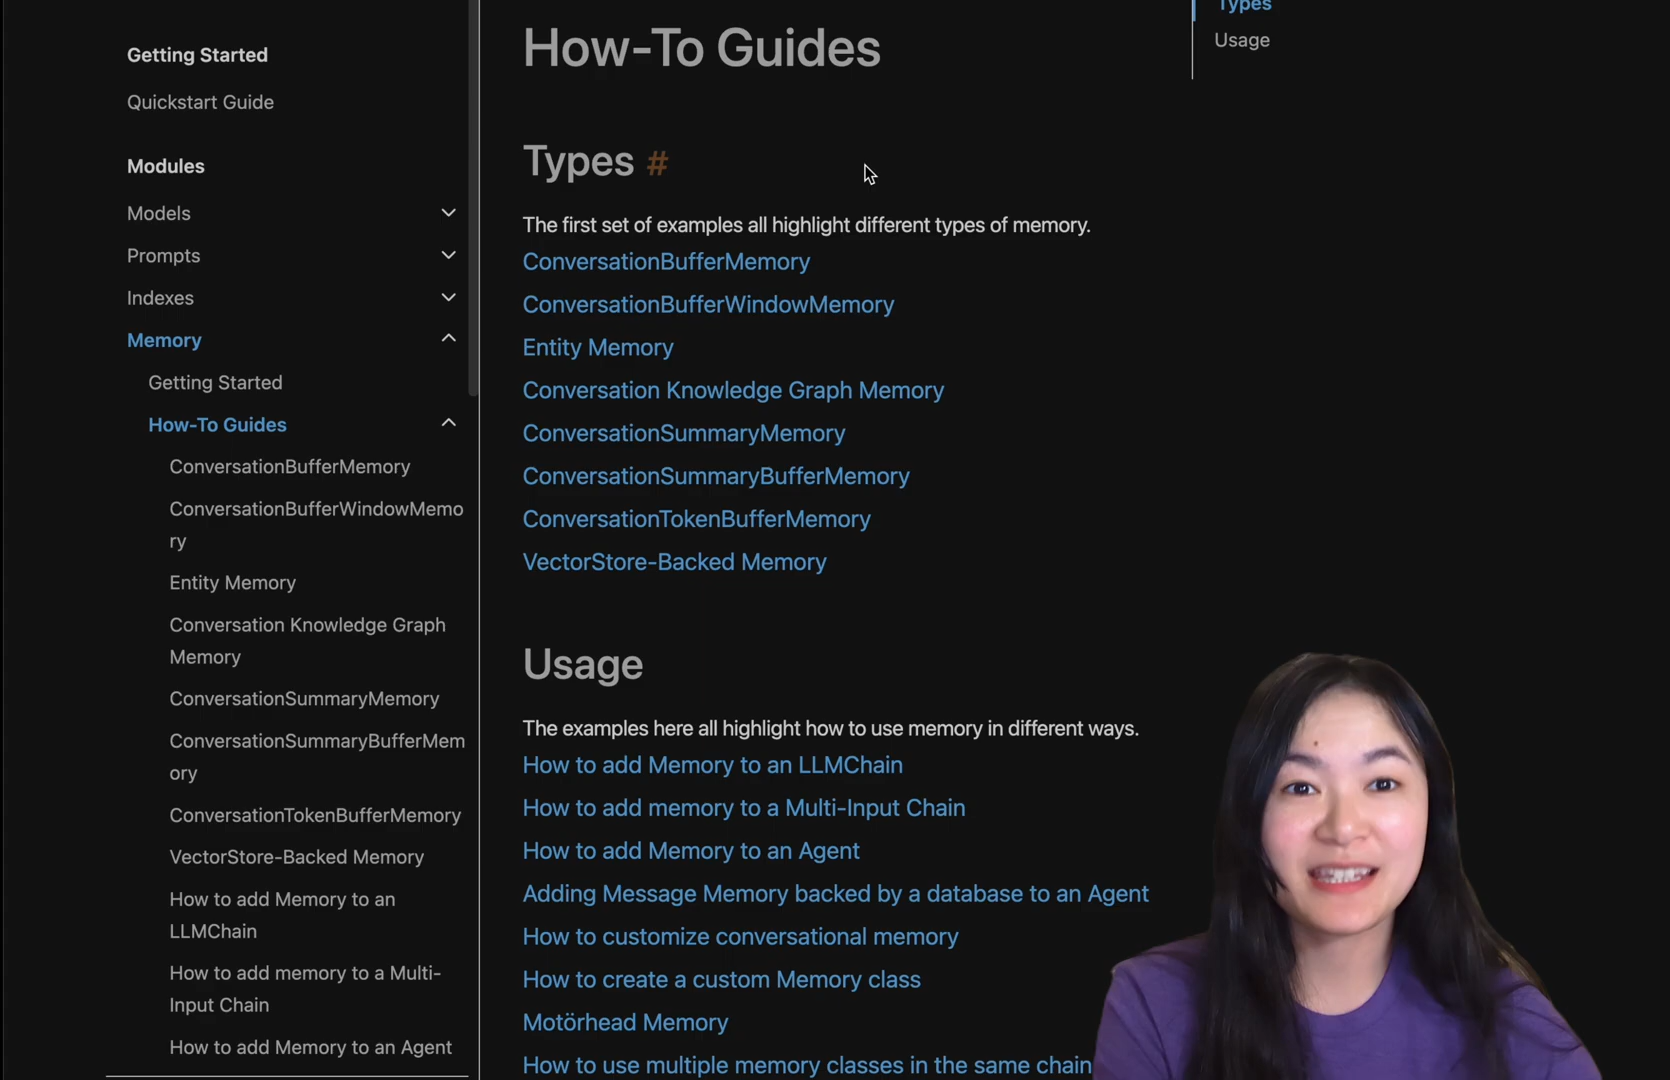 Getting Started
Quickstart Guide
Modules
Models
Prompts
Indexes
Memory
Getting Started
How-To Guides
ConversationBufferMemory
ConversationBufferWindowMemo
ry
Entity Memory
Conversation Knowledge Graph
Memory
ConversationSummaryMemory
ConversationSummaryBufferMem
ory
ConversationTokenBufferMemory
VectorStore-Backed Memory
How to add Memory to an
LLMChain
How to add memory to a Multi-
Input Chain
How to add Memory to an Agent
How-To Guides
Types #
The first set of examples all highlight different types of memory.
ConversationBufferMemory
ConversationBufferWindowMemory
Entity Memory
Conversation Knowledge Graph Memory
ConversationSummaryMemory
ConversationSummaryBufferMemory
ConversationTokenBufferMemory
VectorStore-Backed Memory
Usage
The examples here all highlight how to use memory in different ways.
How to add Memory to an LLMChain
How to add memory to a Multi-Input Chain
How to add Memory to an Agent
Adding Message Memory backed by a database to an Agent
How to customize conversational memory
How to create a custom Memory class
Motörhead Memory
How to use multiple memory classes in the same chain
Types
Usage